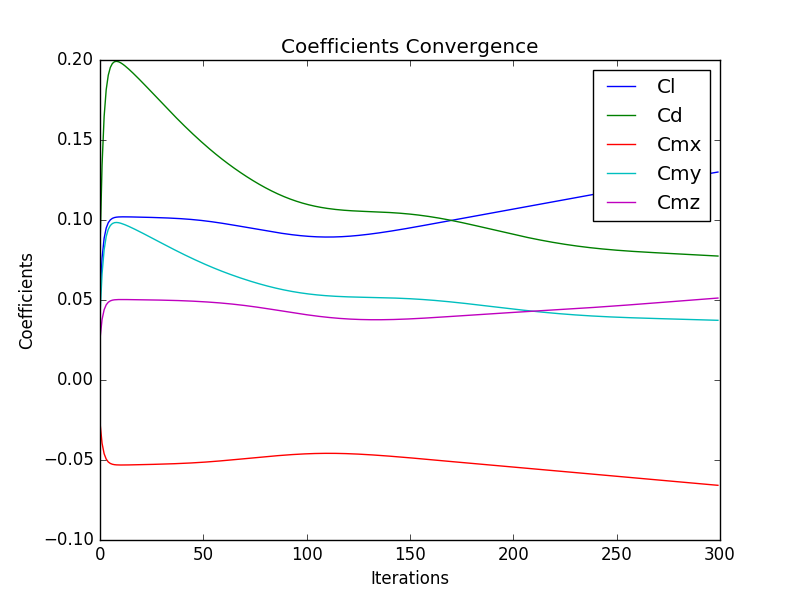 Coefficients Convergence
0.20
0.15
0.10
0.05
0.00
−0.05
−0.10
Coefficients
0
50
100
150
200
250
300
Iterations
Cl
Cd
Cmx
Cmy
Cmz